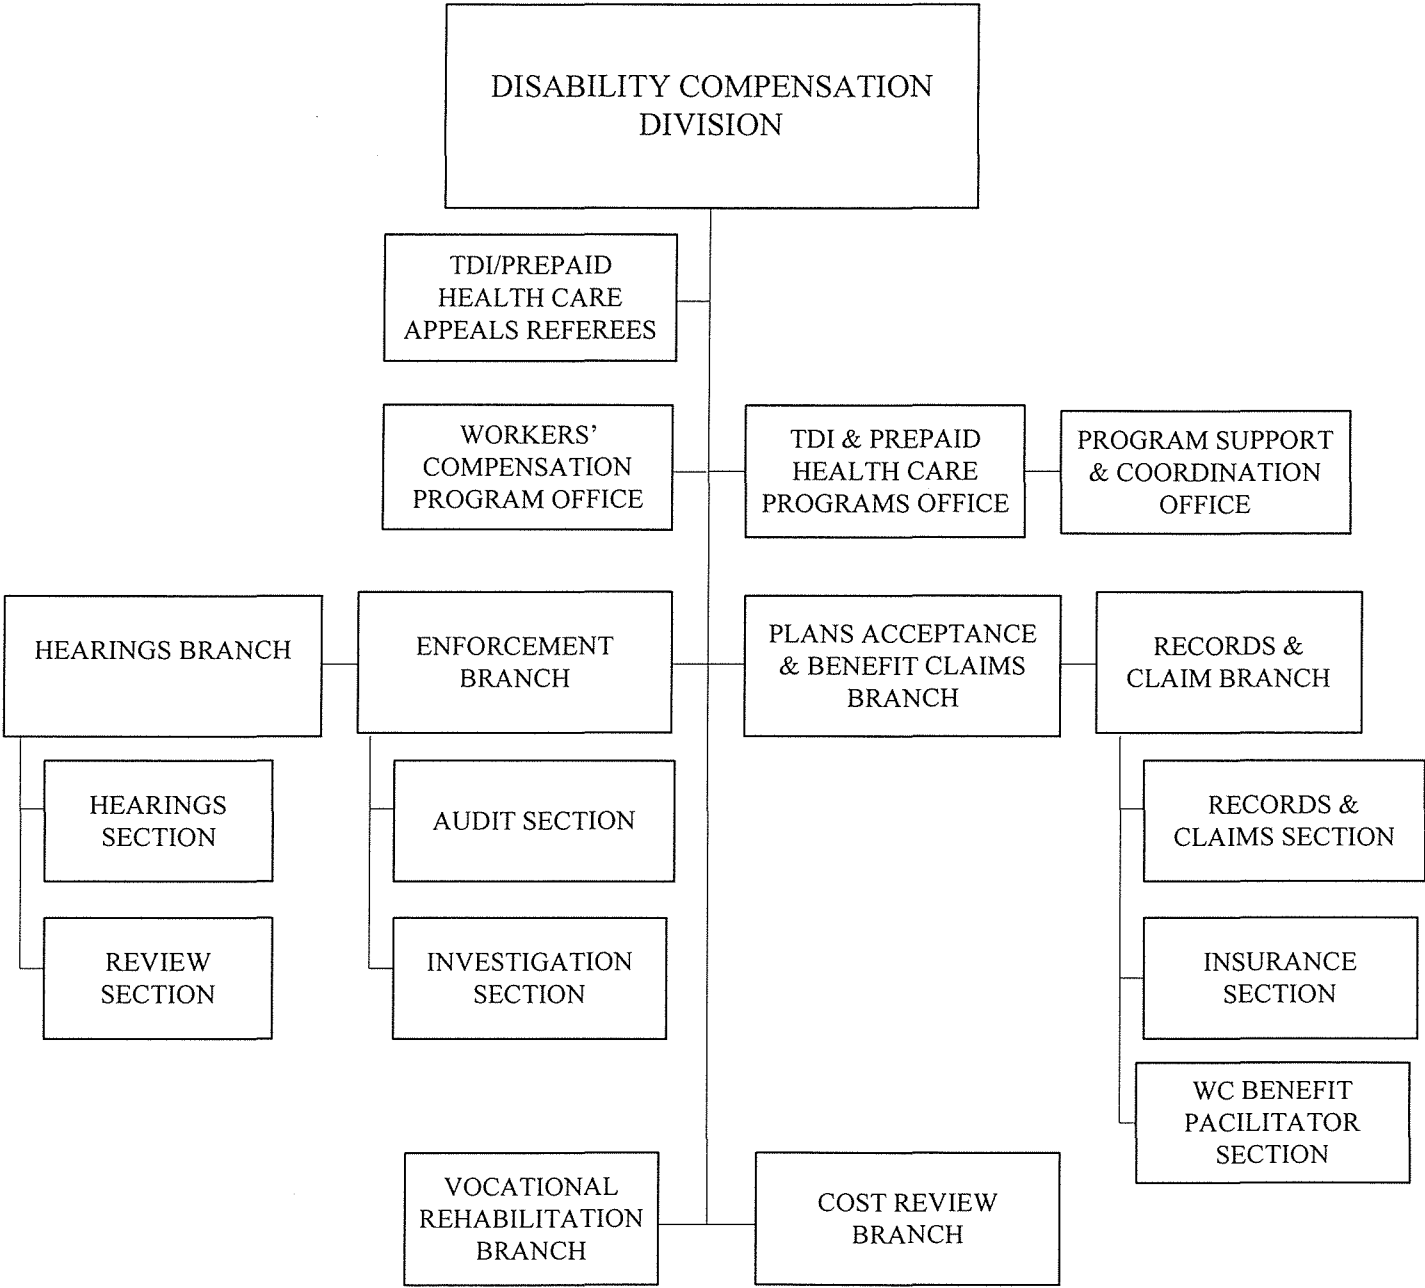 DISABILITY COMPENSATION
DIVISION
TDI/PREPAID
HEALTH CARE
APPEALS REFEREES
WORKERS’
COMPENSATION
PROGRAM OFFICE
TDI & PREPAID
HEALTH CARE
PROGRAMS OFFICE
PROGRAM SUPPORT
& COORDINATION
OFFICE
HEARINGS BRANCH
ENFORCEMENT
BRANCH
PLANS ACCEPTANCE
& BENEFIT CLAIMS
BRANCH
RECORDS &
CLAIM BRANCH
HEARINGS
SECTION
AUDIT SECTION
RECORDS &
CLAIMS SECTION
REVIEW
SECTION
INVESTIGATION
SECTION
INSURANCE
SECTION
WC BENEFIT
PACILITATOR
SECTION
VOCATIONAL
REHABILITATION
BRANCH
COST REVIEW
BRANCH